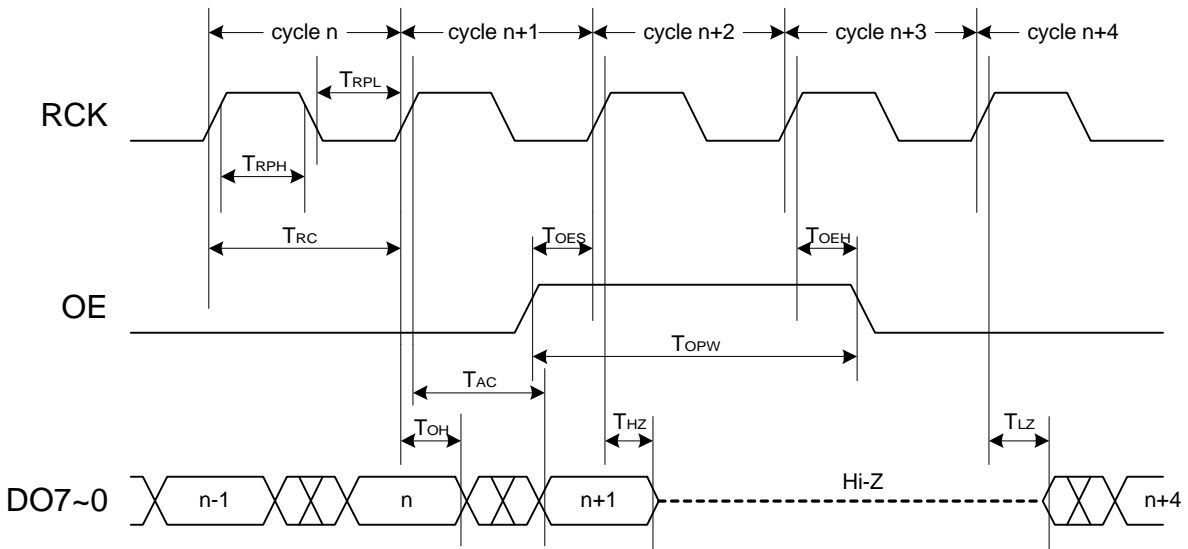 cycle n cycle n+1 cycle n+2 cycle n+3 cycle n+4
TRPL
RCK
TRPH
TRC TOES TOEH
OE
TOPW
TAC
TOH THZ TLZ
Hi-Z
DO7~0 n-1 n n+1 n+4